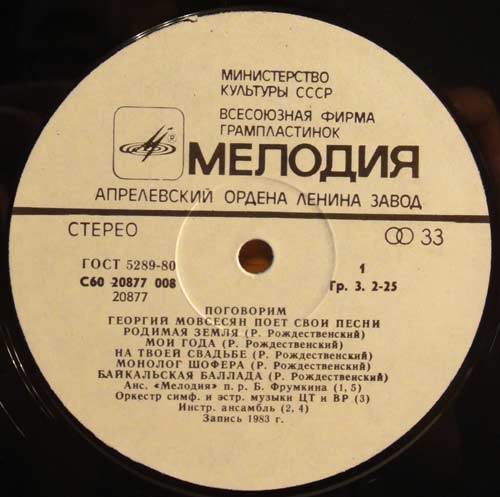 МИНИСТЕРСТВО
КУЛЬТУРЫ СССР
ВСЕСОЮЗНАЯ ФИРМА
ГРАМПЛАСТИНОК
МЕЛОДИЯ
АПРЕЛЕВСКИЙ ОРДЕНА ЛЕНИНА ЗАВОД
СТЕРЕО 33
ГОСТ 5289-80 1
С60 20877 008 Гр. 3. 2-25
20877
ПОГОВОРИМ
ГЕОРГИЙ МОВСЕСЯН ПОЕТ СВОИ ПЕСНИ
РОДИМАЯ ЗЕМЛЯ (Р. Рождественский)
МОИ ГОДА (Р. Рождественский)
НА ТВОЕЙ СВАДЬБЕ (Р. Рождественский)
МОНОЛОГ ШОФЕРА (Р. Рождественский)
БАЙКАЛЬСКАЯ БАЛЛАДА (Р. Рождественский)
Анс. «Мелодия» п. р. Б. Фрумкина (1, 5)
Оркестр симф. и эстр. музыки ЦТ и ВР (3)
Инстр. ансамбль (2, 4)
Запись 1983 г.